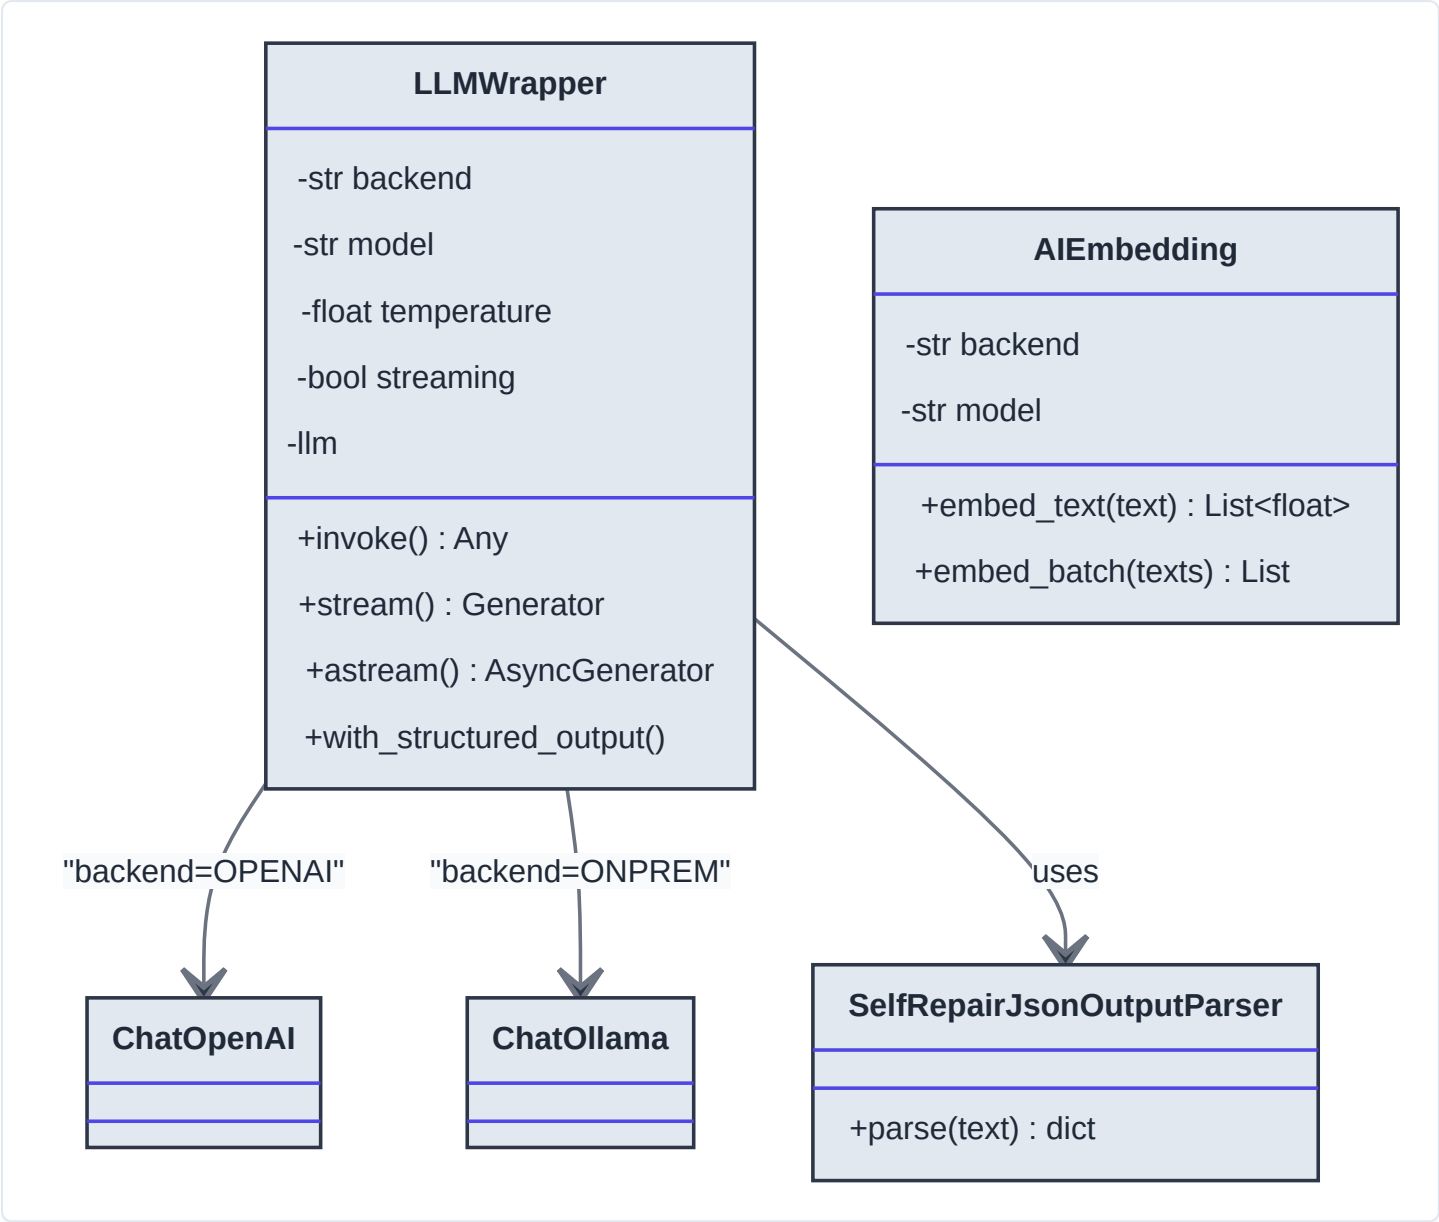 LLMWrapper
-str backend
-str model
-float temperature
-bool streaming
-llm
+invoke() : Any
+stream() : Generator
+astream() : AsyncGenerator
+with_structured_output()
AIEmbedding
-str backend
-str model
+embed_text(text) : List<float>
+embed_batch(texts) : List
"backend=OPENAI"
"backend=ONPREM"
uses
ChatOpenAI
ChatOllama
SelfRepairJsonOutputParser
+parse(text) : dict